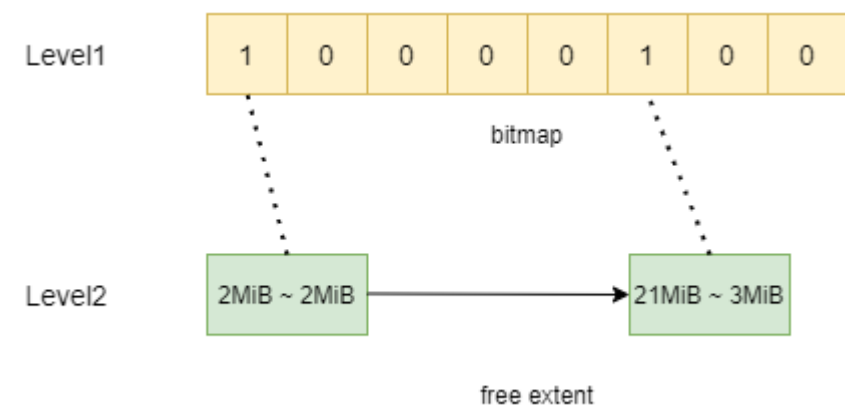 Level1 1 0 0 0 0 1 0 0
bitmap
Level2 2MiB ~ 2MiB 21MiB ~ 3MiB
free extent